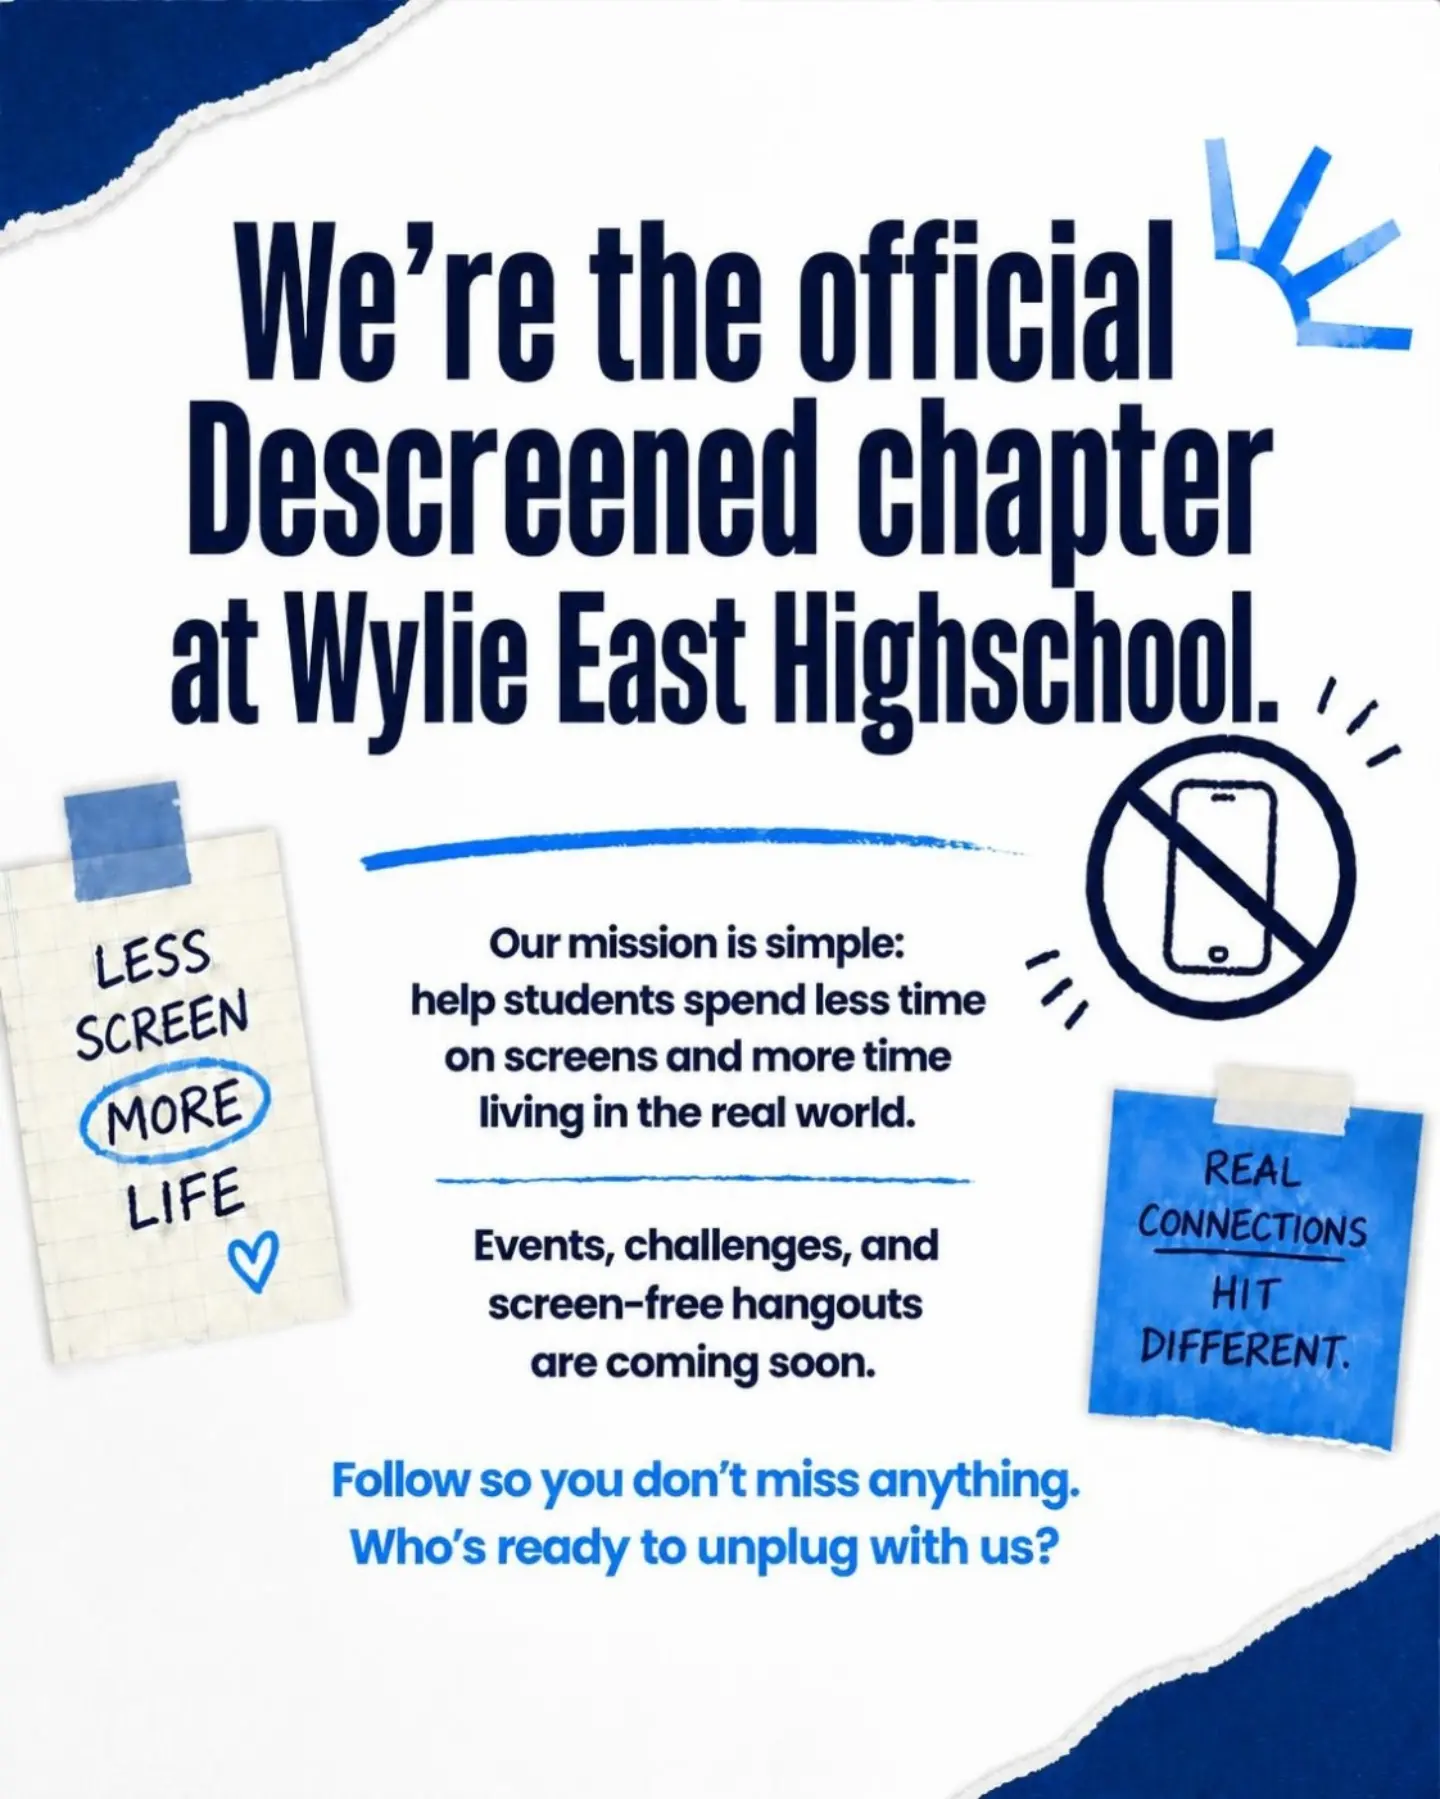 We're the official
Descreened chapter
at Wylie East Highschool.
LESS
SCREEN
MORE
LIFE
Our mission is simple:
help students spend less time
on screens and more time
living in the real world.
Events, challenges, and
screen-free hangouts
are coming soon.
REAL
CONNECTIONS
HIT
DIFFERENT.
Follow so you don't miss anything.
Who's ready to unplug with us?